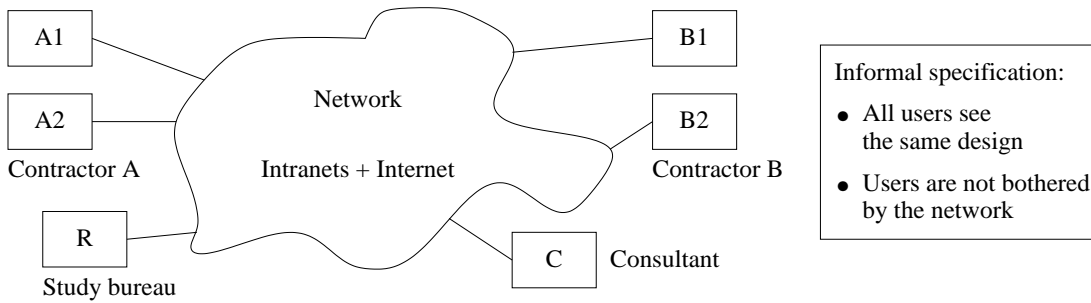 A1
B1
Network
A2
B2
Contractor A
Intranets + Internet
Contractor B
R
C
Consultant
Study bureau
Informal specification:
● All users see
the same design
● Users are not bothered
by the network